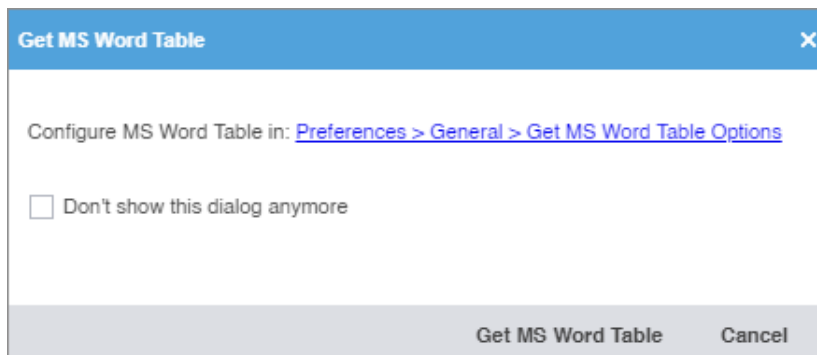 Get MS Word Table
Configure MS Word Table in: Preferences > General > Get MS Word Table Options
Don't show this dialog anymore
Get MS Word Table Cancel